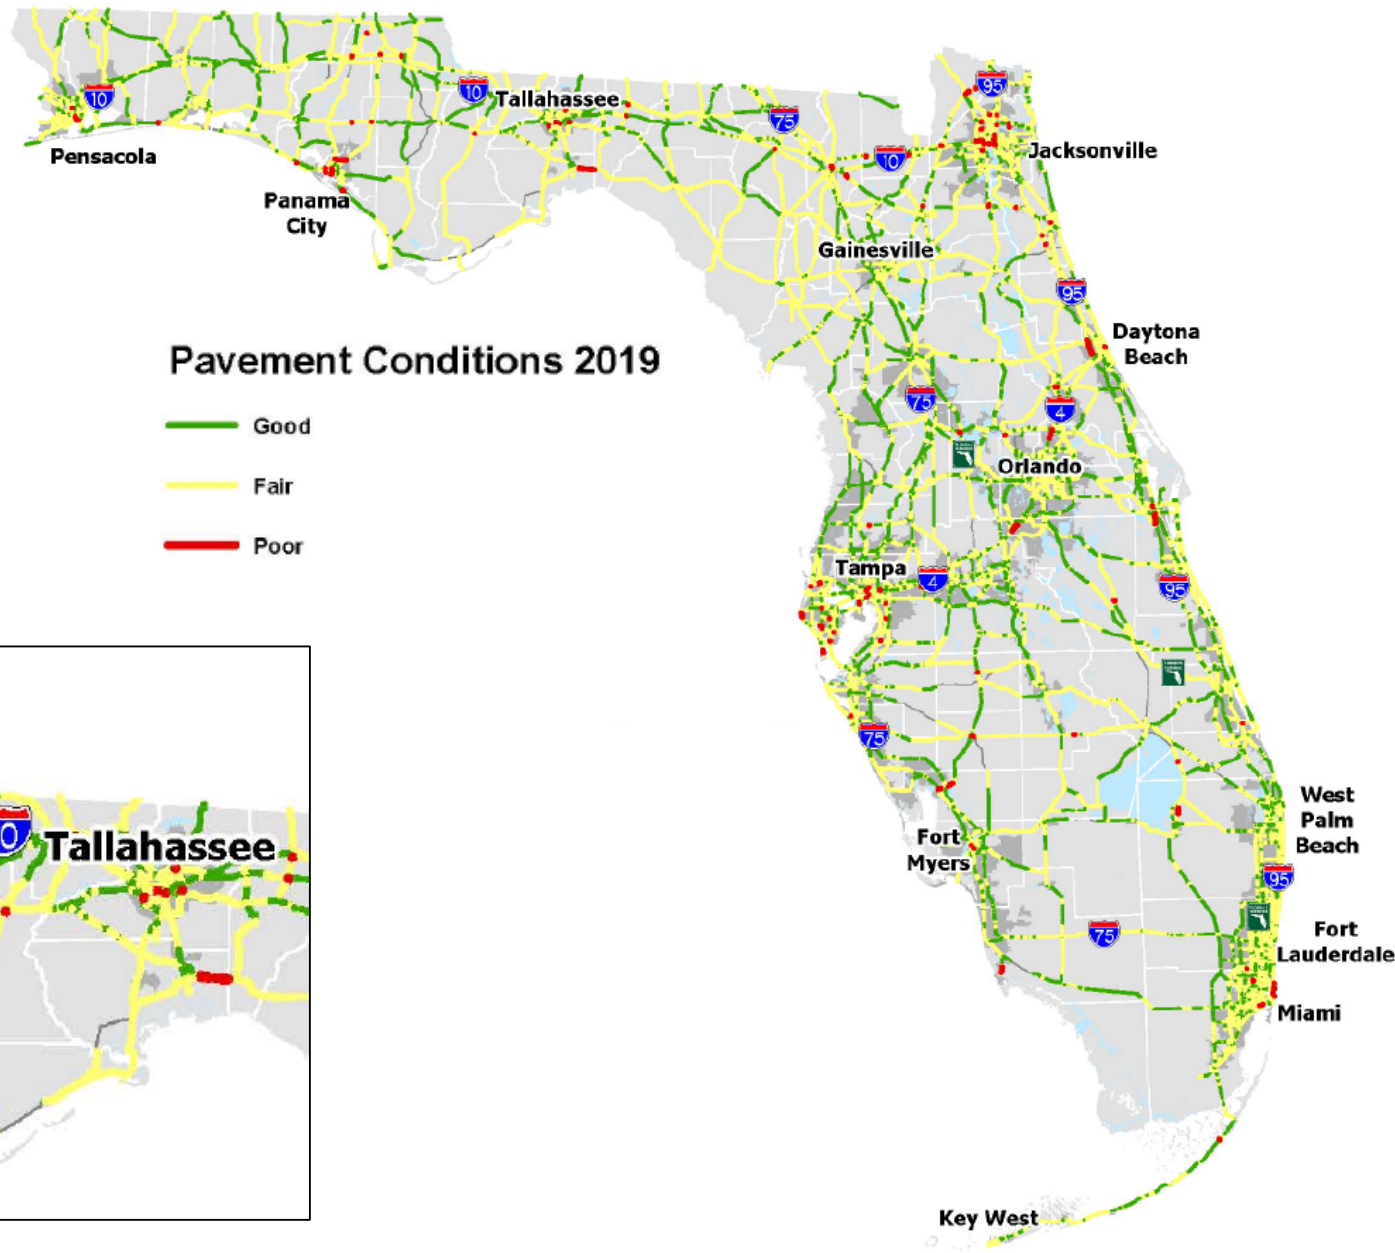 10
10
Tallahassee
75
95
Pensacola
10
Jacksonville
Panama
City
Gainesville
95
Daytona
Beach
Pavement Conditions 2019
75
4
Good
Orlando
Fair
Poor
Tampa
4
95
75
West
Palm
Beach
Fort
Myers
95
75
Fort
Lauderdale
Miami
Key West
0
Tallahassee